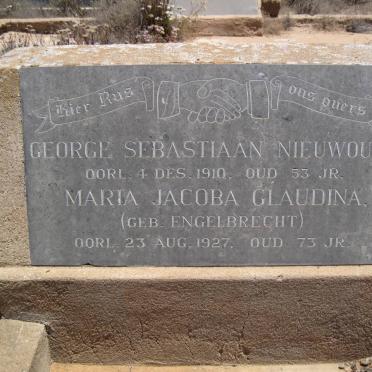 Hier Rus ons ouers
GEORGE SEBASTIAAN NIEUWOU
OORL. 4 DES. 1910, OUD 53 JR.
MARTA JACOBA GLAUDINA,
(GEB. ENGELBRECHT)
OORL. 23 AUG. 1927, OUD 73 JR.